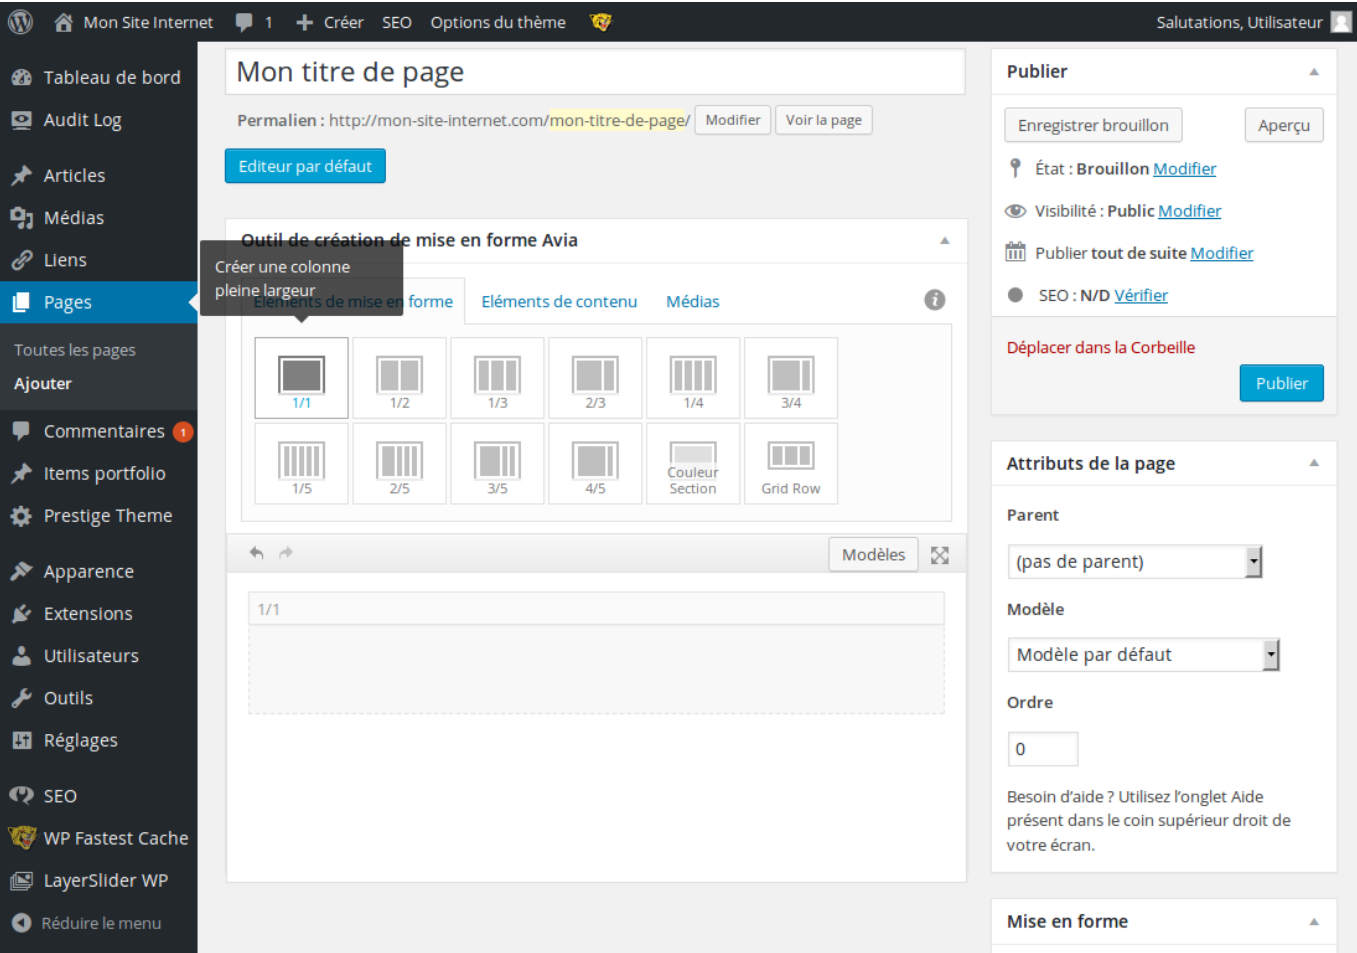 Mon Site Internet 1 Créer SEO Options du thème Salutations, Utilisateur
Tableau de bord
Audit Log
Articles
Médias
Liens
Pages
Toutes les pages
Ajouter
Commentaires 1
Items portfolio
Prestige Theme
Apparence
Extensions
Utilisateurs
Outils
Réglages
SEO
WP Fastest Cache
LayerSlider WP
Réduire le menu
Mon titre de page
Permalien : http://mon-site-internet.com/mon-titre-de-page/ Modifier Voir la page
Editeur par défaut
Outil de création de mise en forme Avia
Créer une colonne
pleine largeur
Eléments de mise en forme Eléments de contenu Médias
1/1 1/2 1/3 2/3 1/4 3/4
1/5 2/5 3/5 4/5 Couleur
Section Grid Row
Modèles
1/1
Publier
Enregistrer brouillon Aperçu
État : Brouillon Modifier
Visibilité : Public Modifier
Publier tout de suite Modifier
SEO : N/D Vérifier
Déplacer dans la Corbeille
Publier
Attributs de la page
Parent
(pas de parent)
Modèle
Modèle par défaut
Ordre
0
Besoin d’aide ? Utilisez l’onglet Aide
présent dans le coin supérieur droit de
votre écran.
Mise en forme